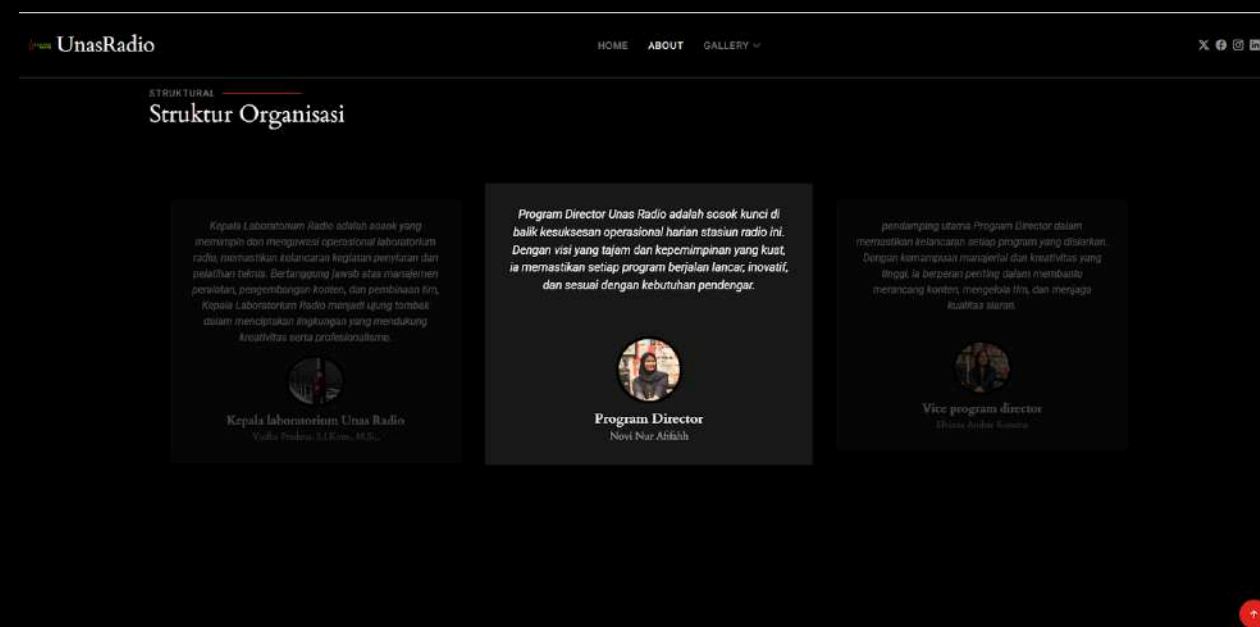 UnasRadio
HOME ABOUT GALLERY
STRUKTURAL
Struktur Organisasi
Kepala Laboratorium Radio adalah sosok yang
memimpin dan mengawasi operasional laboratorium
radio, memastikan kelancaran kegiatan penyiaran dan
pelatihan teknis. Bertanggung jawab atas manajemen
peralatan, pengembangan konten, dan pembinaan tim,
Kepala Laboratorium Radio menjadi ujung tombak
dalam menciptakan lingkungan yang mendukung
kreativitas serta profesionalisme.
Kepala laboratorium Unas Radio
Yudha Pradana, S.I.Kom., M.Si.,
Program Director Unas Radio adalah sosok kunci di
balik kesuksesan operasional harian stasiun radio ini.
Dengan visi yang tajam dan kepemimpinan yang kuat,
ia memastikan setiap program berjalan lancar, inovatif,
dan sesuai dengan kebutuhan pendengar.
Program Director
Novi Nur Afifahh
pendamping utama Program Director dalam
memastikan kelancaran setiap program yang disiarkan.
Dengan kemampuan manajerial dan kreativitas yang
tinggi, ia berperan penting dalam membantu
merancang konten, mengelola tim, dan menjaga
kualitas siaran.
Vice program director